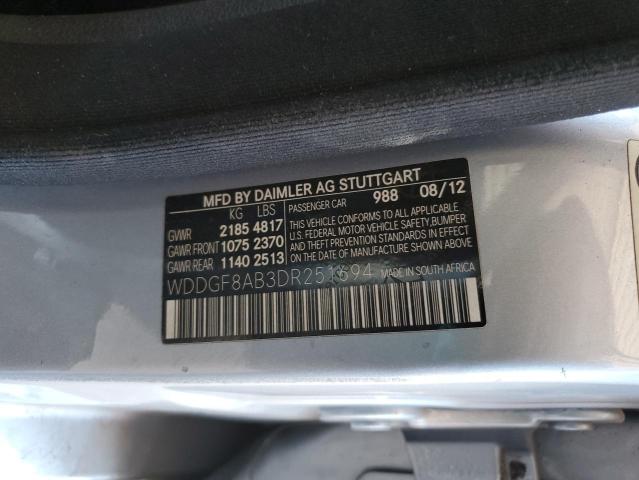 MFD BY DAIMLER AG STUTTGART
KG LBS PASSENGER CAR 988 08/12
GVWR 2185 4817
GAWR FRONT 1075 2370
GAWR REAR 1140 2513
THIS VEHICLE CONFORMS TO ALL APPLICABLE
U.S. FEDERAL MOTOR VEHICLE SAFETY, BUMPER
AND THEFT PREVENTION STANDARDS IN EFFECT
ON THE DATE OF MANUFACTURE SHOWN ABOVE.
WDDGF8AB3DR251694 MADE IN SOUTH AFRICA